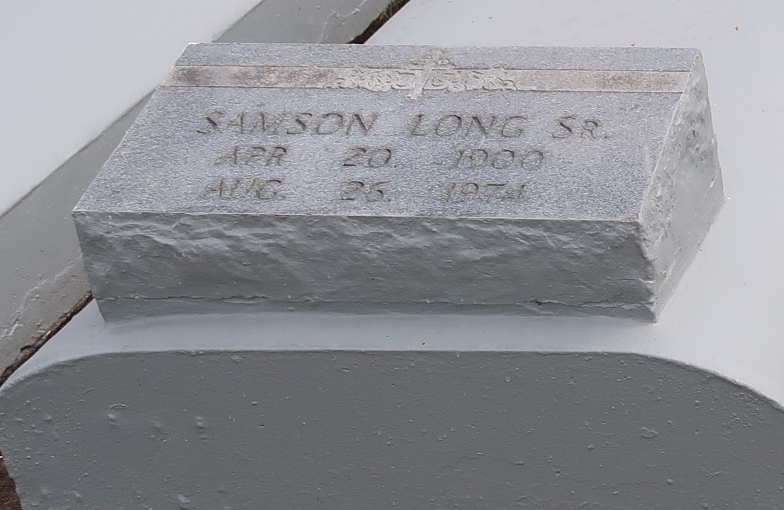 SAMSON LONG SR.
APR 20. 1900
AUG. 26. 1974